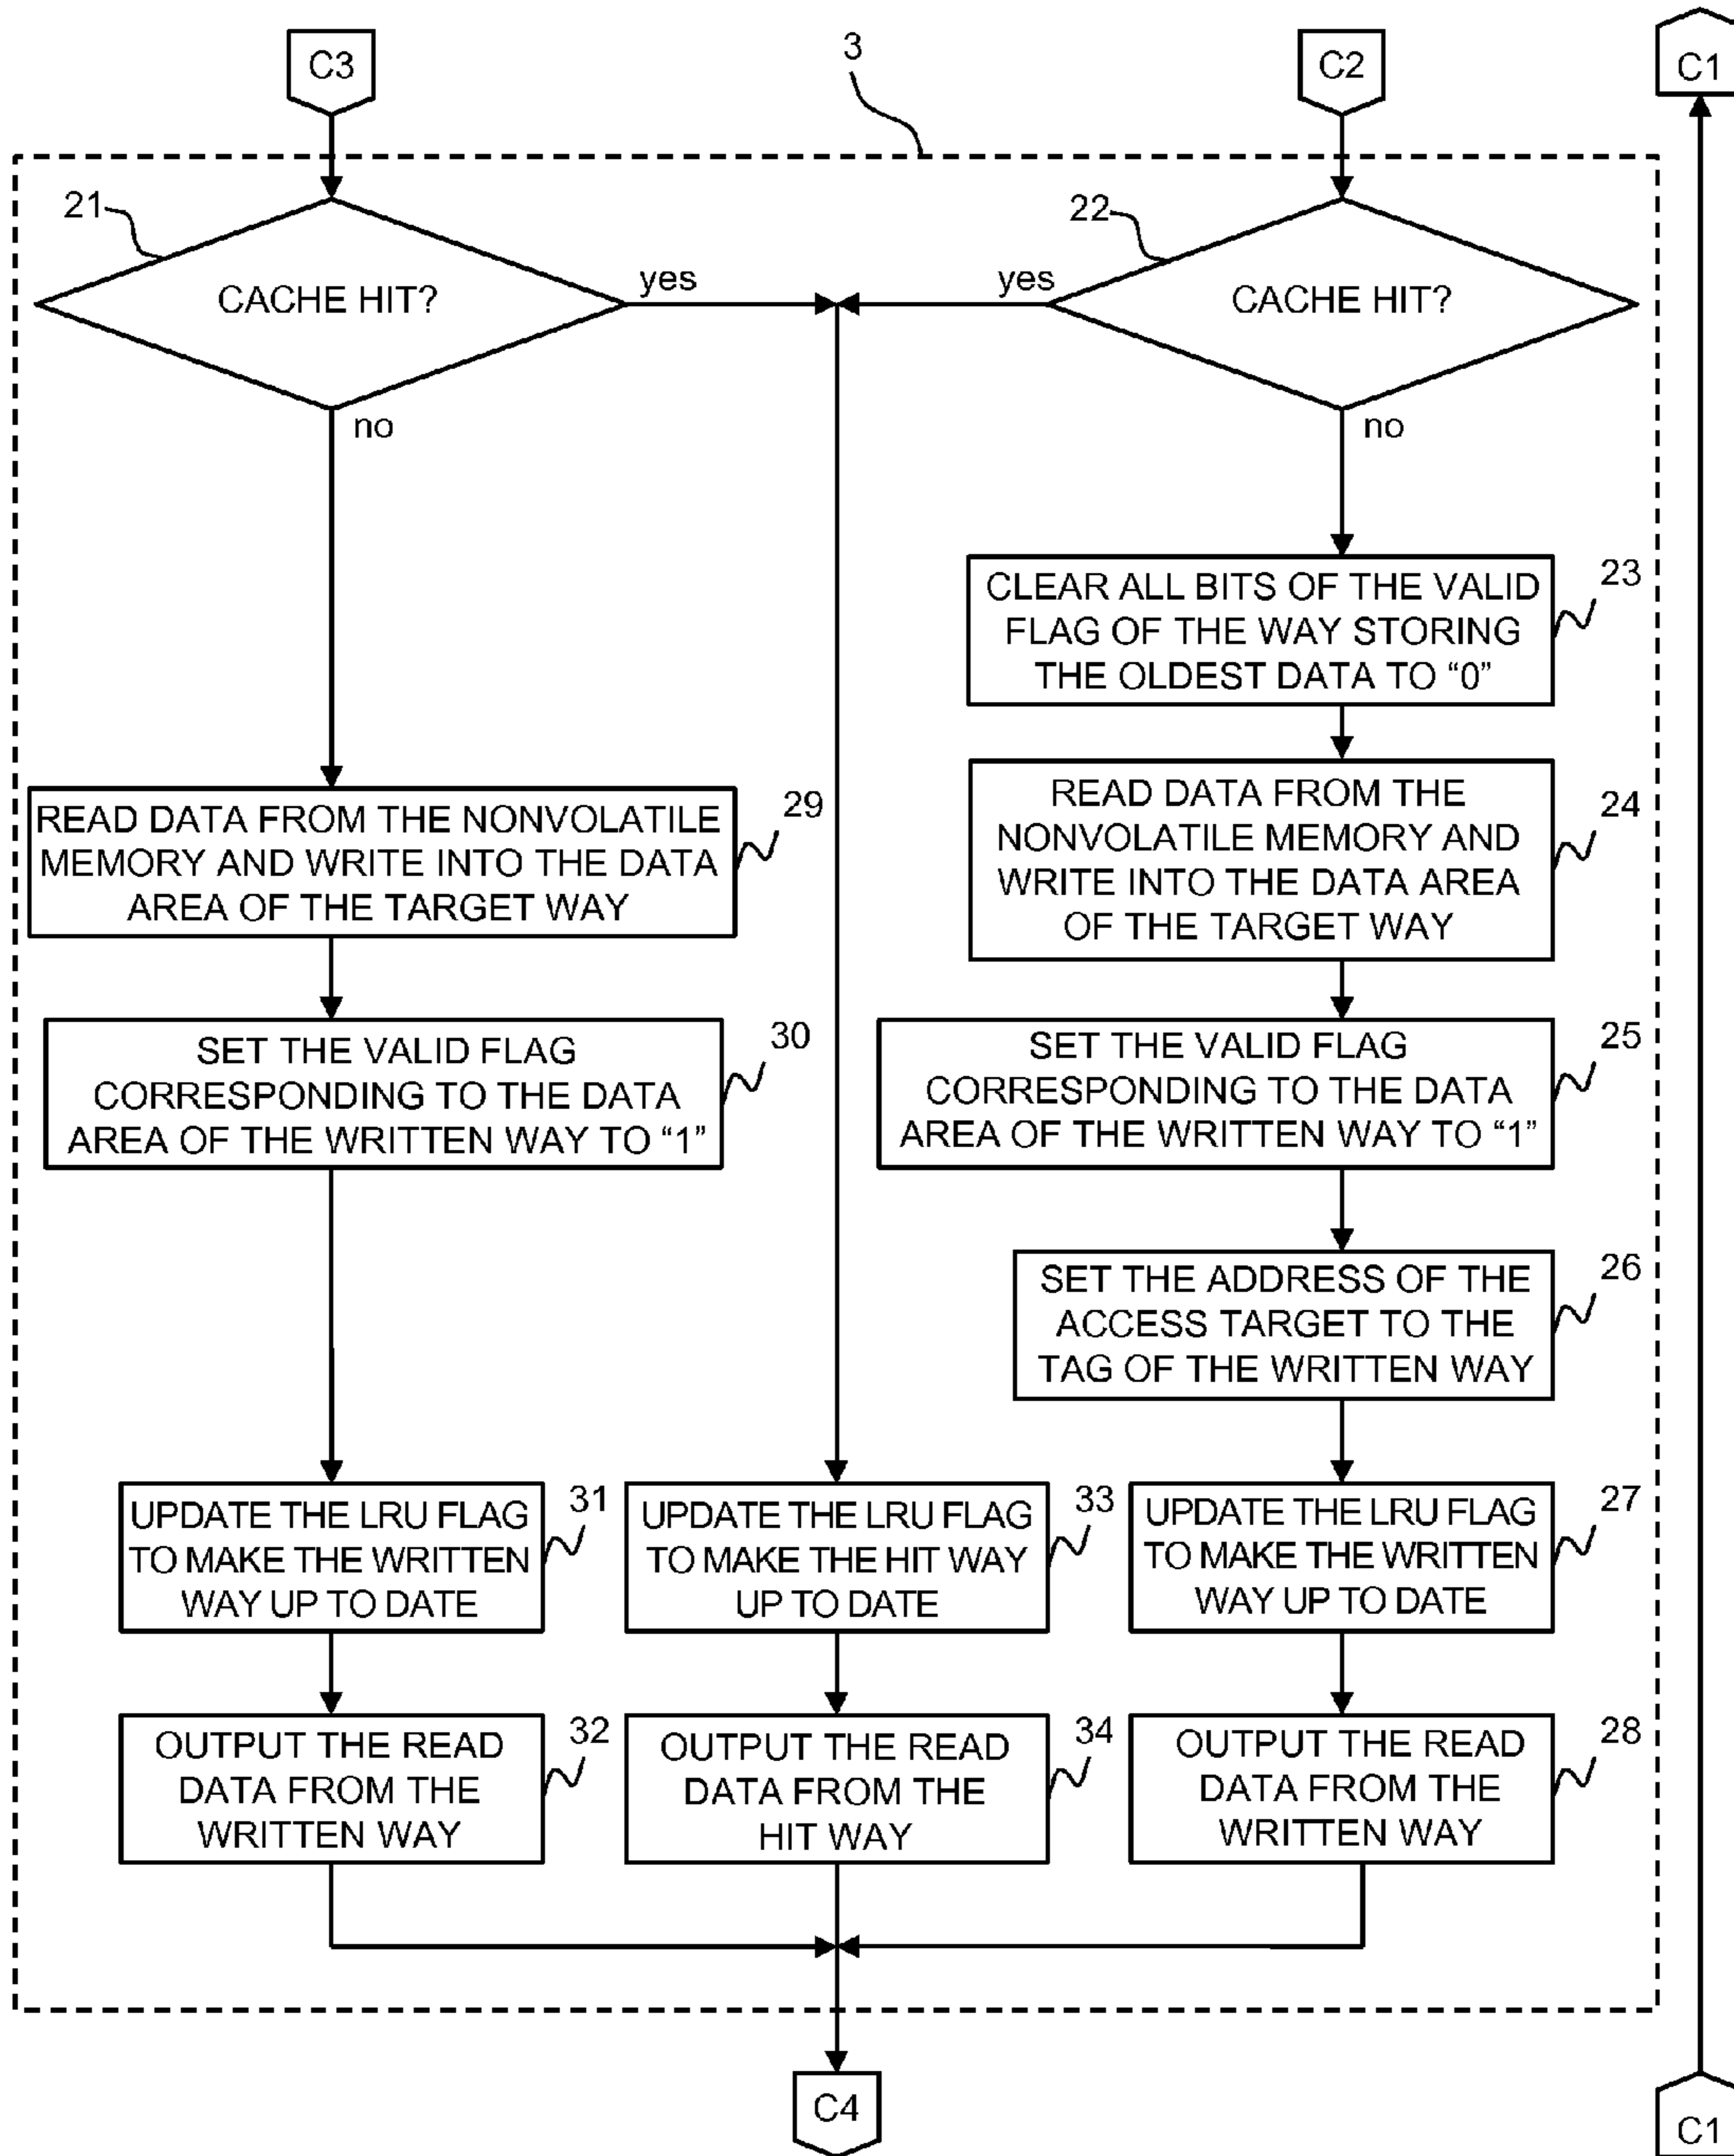 C3
3
C2
C1
21
22
CACHE HIT?
yes
yes
CACHE HIT?
no
no
CLEAR ALL BITS OF THE VALID
FLAG OF THE WAY STORING
THE OLDEST DATA TO “0”
23
READ DATA FROM THE NONVOLATILE
MEMORY AND WRITE INTO THE DATA
AREA OF THE TARGET WAY
29
READ DATA FROM THE
NONVOLATILE MEMORY AND
WRITE INTO THE DATA AREA
OF THE TARGET WAY
24
SET THE VALID FLAG
CORRESPONDING TO THE DATA
AREA OF THE WRITTEN WAY TO “1”
30
SET THE VALID FLAG
CORRESPONDING TO THE DATA
AREA OF THE WRITTEN WAY TO “1”
25
SET THE ADDRESS OF THE
ACCESS TARGET TO THE
TAG OF THE WRITTEN WAY
26
UPDATE THE LRU FLAG
TO MAKE THE WRITTEN
WAY UP TO DATE
31
UPDATE THE LRU FLAG
TO MAKE THE HIT WAY
UP TO DATE
33
UPDATE THE LRU FLAG
TO MAKE THE WRITTEN
WAY UP TO DATE
27
OUTPUT THE READ
DATA FROM THE
WRITTEN WAY
32
OUTPUT THE READ
DATA FROM THE
HIT WAY
34
OUTPUT THE READ
DATA FROM THE
WRITTEN WAY
28
C4
C1